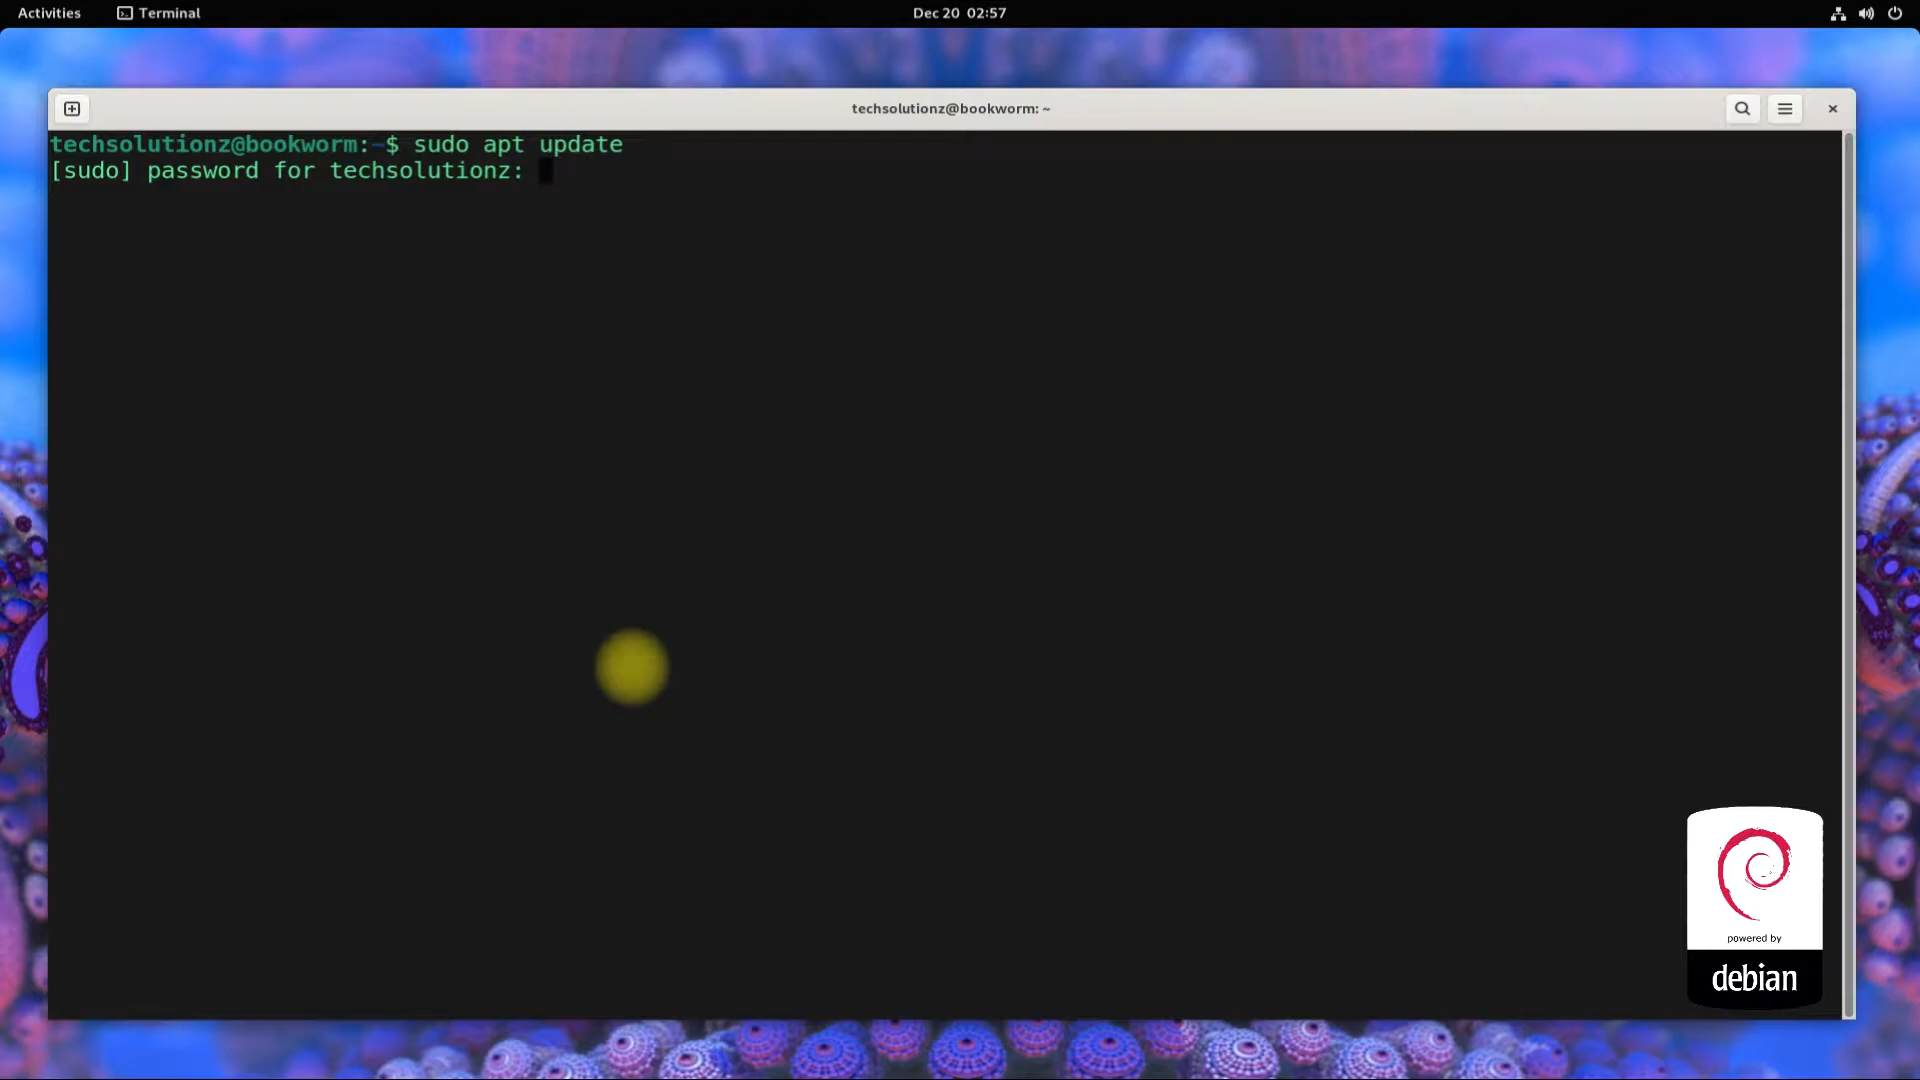 Activities Terminal Dec 20 02:57
techsolutionz@bookworm: ~
techsolutionz@bookworm:~$ sudo apt update
[sudo] password for techsolutionz:
powered by
debian